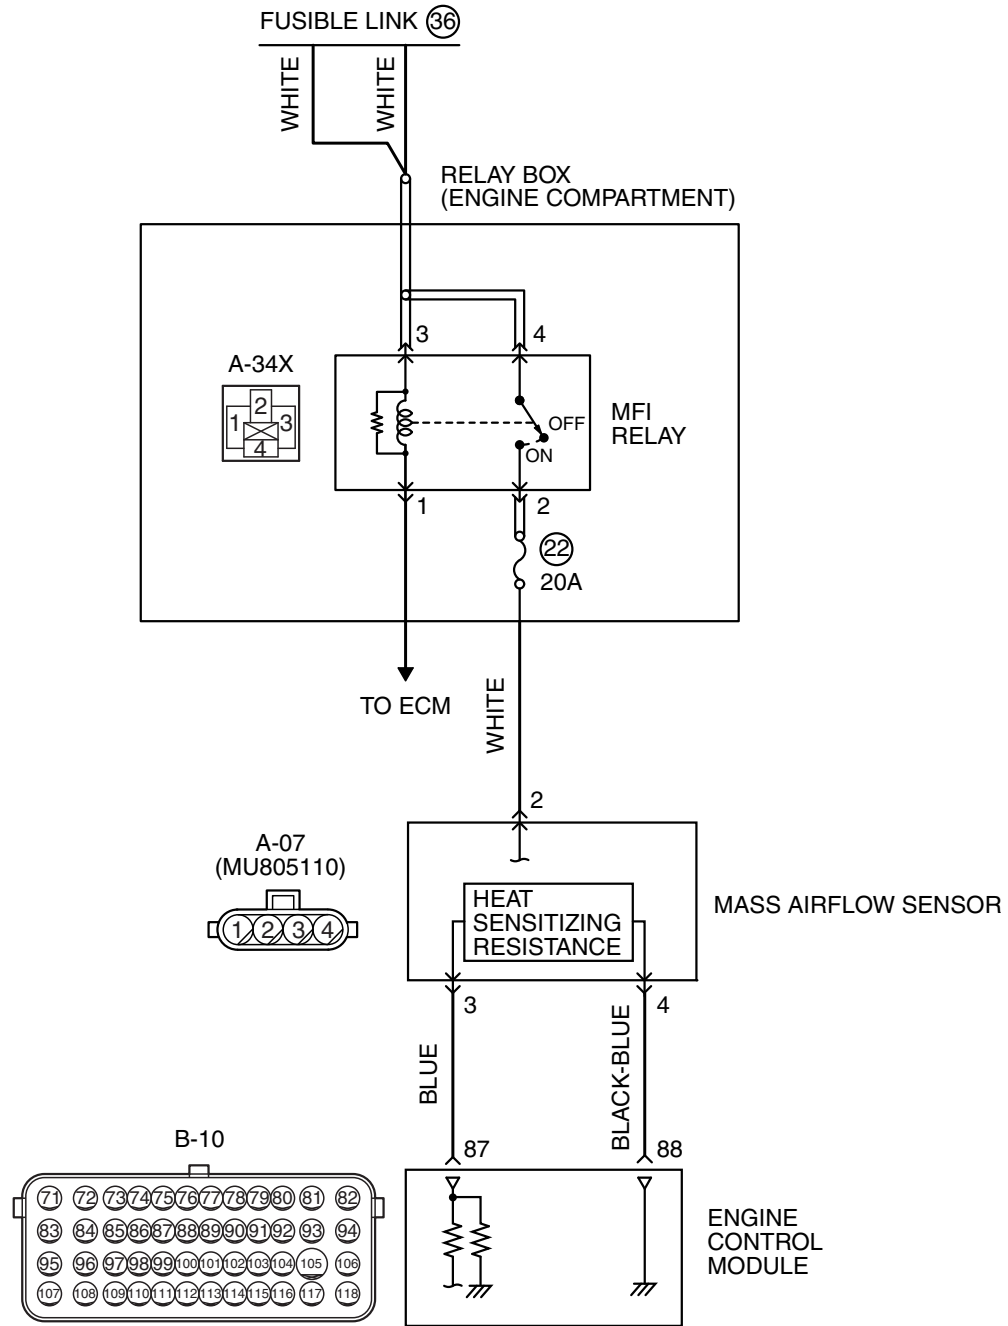 FUSIBLE LINK 36
WHITE
WHITE
RELAY BOX
(ENGINE COMPARTMENT)
3
4
A-34X
2
1
3
4
OFF
ON
MFI
RELAY
1
2
22
20A
TO ECM
WHITE
2
A-07
(MU805110)
1 2 3 4
HEAT
SENSITIZING
RESISTANCE
MASS AIRFLOW SENSOR
3
4
BLUE
BLACK-BLUE
87
88
B-10
71 72 73 74 75 76 77 78 79 80 81 82
83 84 85 86 87 88 89 90 91 92 93 94
95 96 97 98 99 100 101 102 103 104 105 106
107 108 109 110 111 112 113 114 115 116 117 118
ENGINE
CONTROL
MODULE